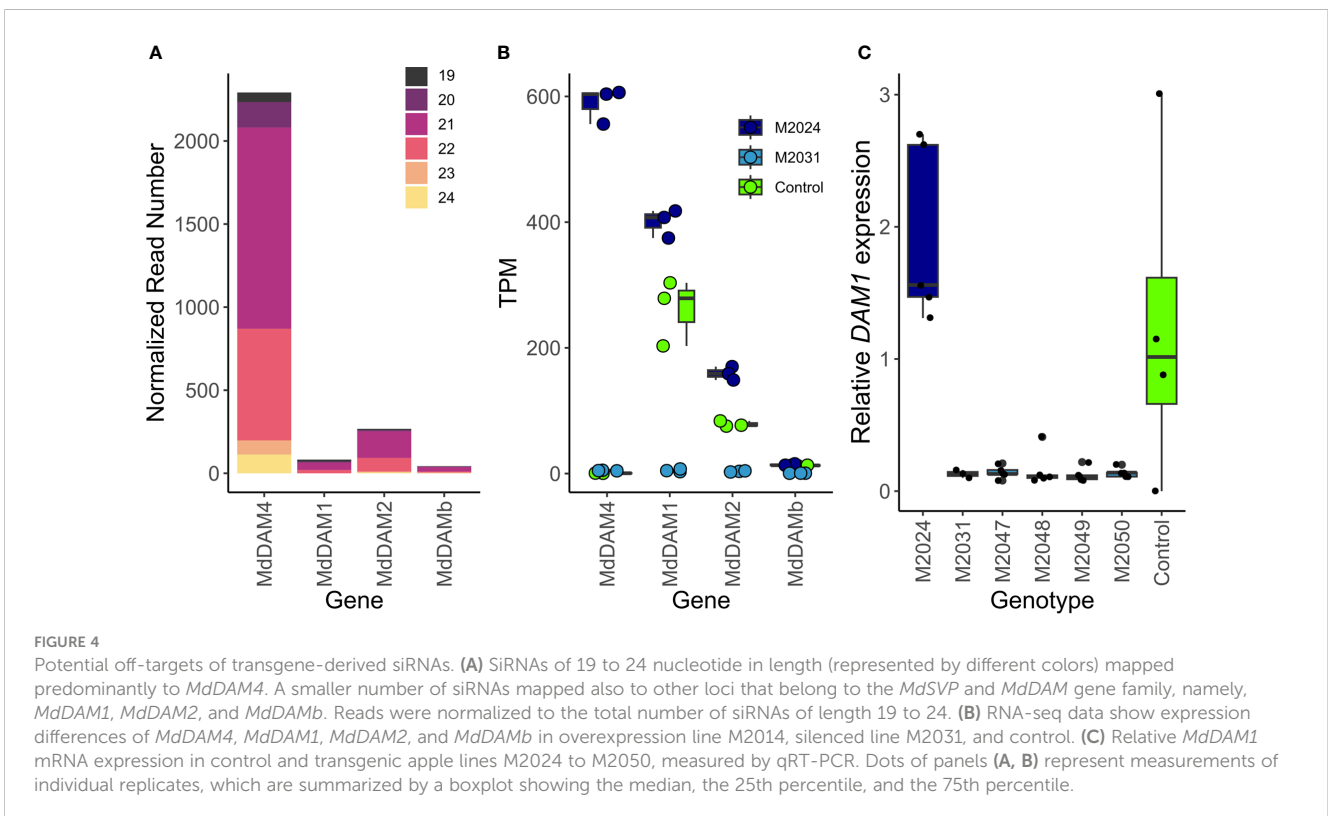 A
B
C
Normalized Read Number
2000
1500
1000
500
0
19
20
21
22
23
24
MdDAM4
MdDAM1
MdDAM2
MdDAMb
Gene
TPM
600
400
200
0
M2024
M2031
Control
MdDAM4
MdDAM1
MdDAM2
MdDAMb
Gene
Relative DAM1 expression
3
2
1
0
M2024
M2031
M2047
M2048
M2049
M2050
Control
Genotype
FIGURE 4
Potential off-targets of transgene-derived siRNAs. (A) SiRNAs of 19 to 24 nucleotide in length (represented by different colors) mapped
predominantly to MdDAM4. A smaller number of siRNAs mapped also to other loci that belong to the MdSVP and MdDAM gene family, namely,
MdDAM1, MdDAM2, and MdDAMb. Reads were normalized to the total number of siRNAs of length 19 to 24. (B) RNA-seq data show expression
differences of MdDAM4, MdDAM1, MdDAM2, and MdDAMb in overexpression line M2014, silenced line M2031, and control. (C) Relative MdDAM1
mRNA expression in control and transgenic apple lines M2024 to M2050, measured by qRT-PCR. Dots of panels (A, B) represent measurements of
individual replicates, which are summarized by a boxplot showing the median, the 25th percentile, and the 75th percentile.